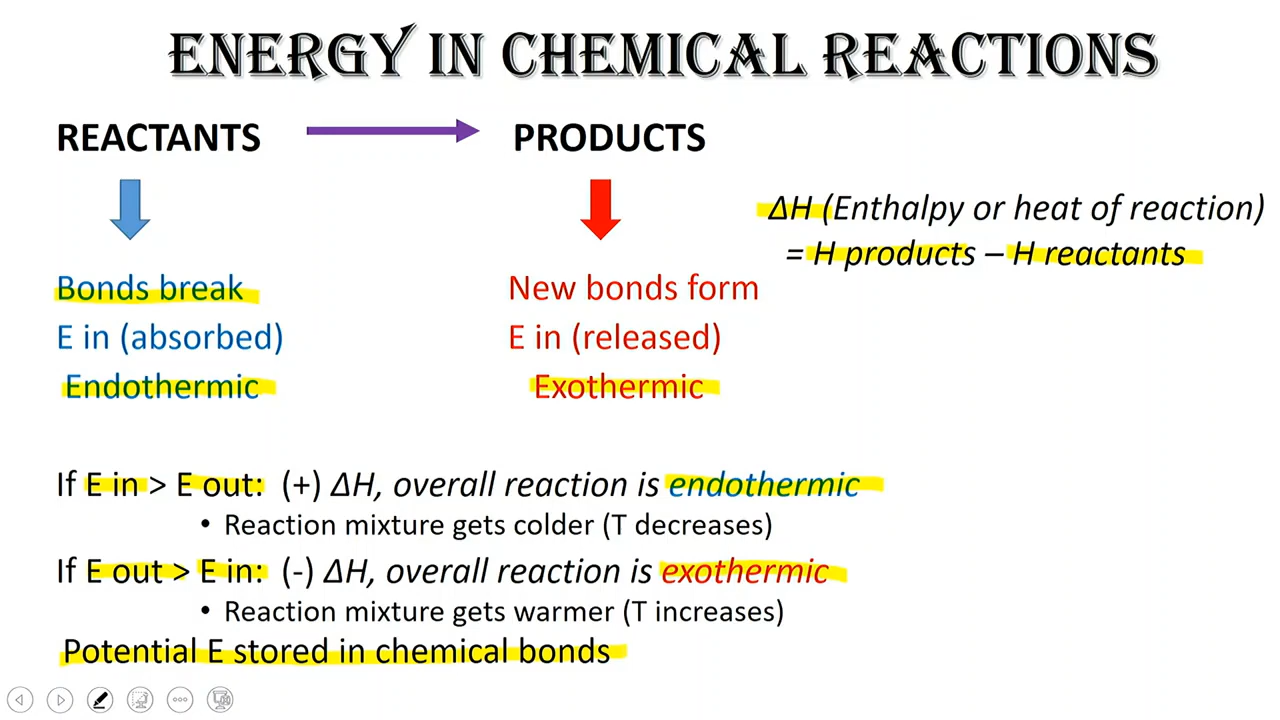 ENERGY IN CHEMICAL REACTIONS
REACTANTS PRODUCTS
ΔH (Enthalpy or heat of reaction)
= H products – H reactants
Bonds break
E in (absorbed)
Endothermic
New bonds form
E in (released)
Exothermic
If E in > E out: (+) ΔH, overall reaction is endothermic
• Reaction mixture gets colder (T decreases)
If E out > E in: (-) ΔH, overall reaction is exothermic
• Reaction mixture gets warmer (T increases)
Potential E stored in chemical bonds